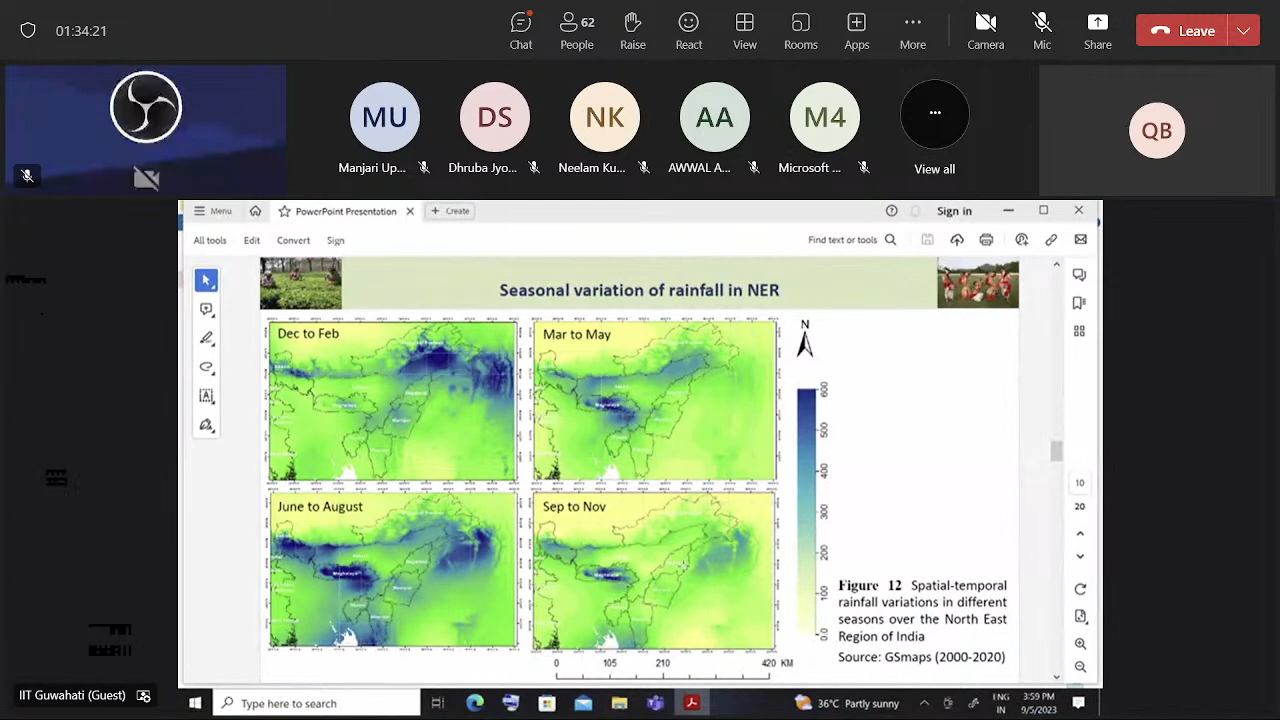 01:34:21
Chat
People
62
Raise
React
View
Rooms
Apps
More
Camera
Mic
Share
Leave
MU
DS
NK
AA
M4
QB
Manjari Up...
Dhruba Jyo...
Neelam Ku...
AWWAL A...
Microsoft ...
View all
Menu
PowerPoint Presentation
Create
Sign in
All tools
Edit
Convert
Sign
Find text or tools
Seasonal variation of rainfall in NER
Dec to Feb
Mar to May
N
June to August
Sep to Nov
600
500
400
300
200
100
0.0
Figure 12 Spatial-temporal
rainfall variations in different
seasons over the North East
Region of India
Source: GSmaps (2000-2020)
0 105 210 420 KM
10
20
IIT Guwahati (Guest)
Type here to search
36°C Partly sunny
ENG
IN
3:59 PM
9/5/2023